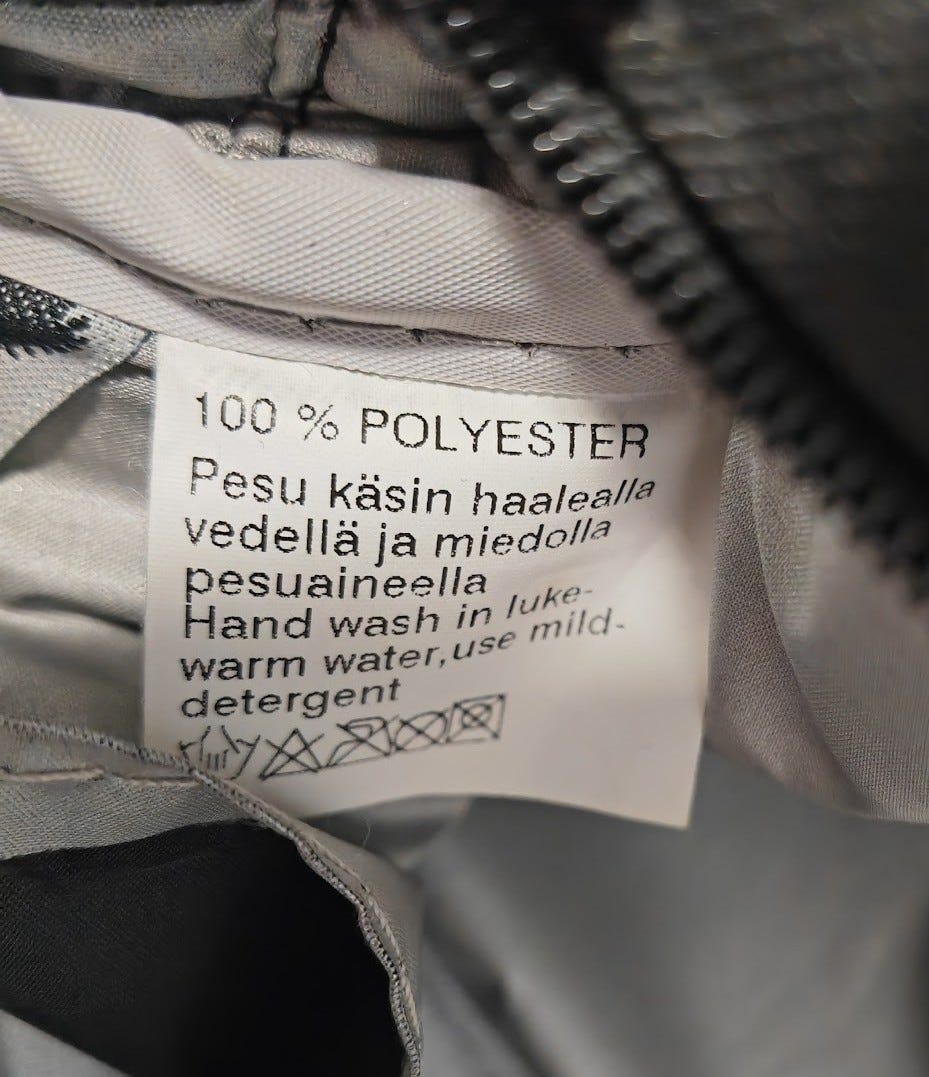 100 % POLYESTER
Pesu käsin haalealla
vedellä ja miedolla
pesuaineella
Hand wash in luke-
warm water,use mild-
detergent